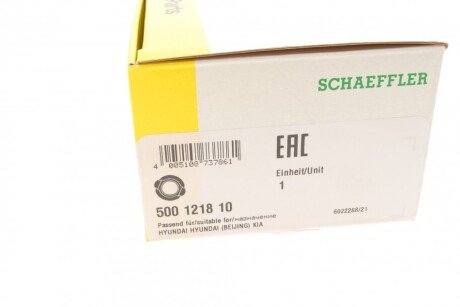 SCHAEFFLER
EAC
4 005108 737861
Einheit/Unit
1
500 1218 10
6022288/21
Passend für/suitable for/назначение
HYUNDAI HYUNDAI (BEIJING) KIA